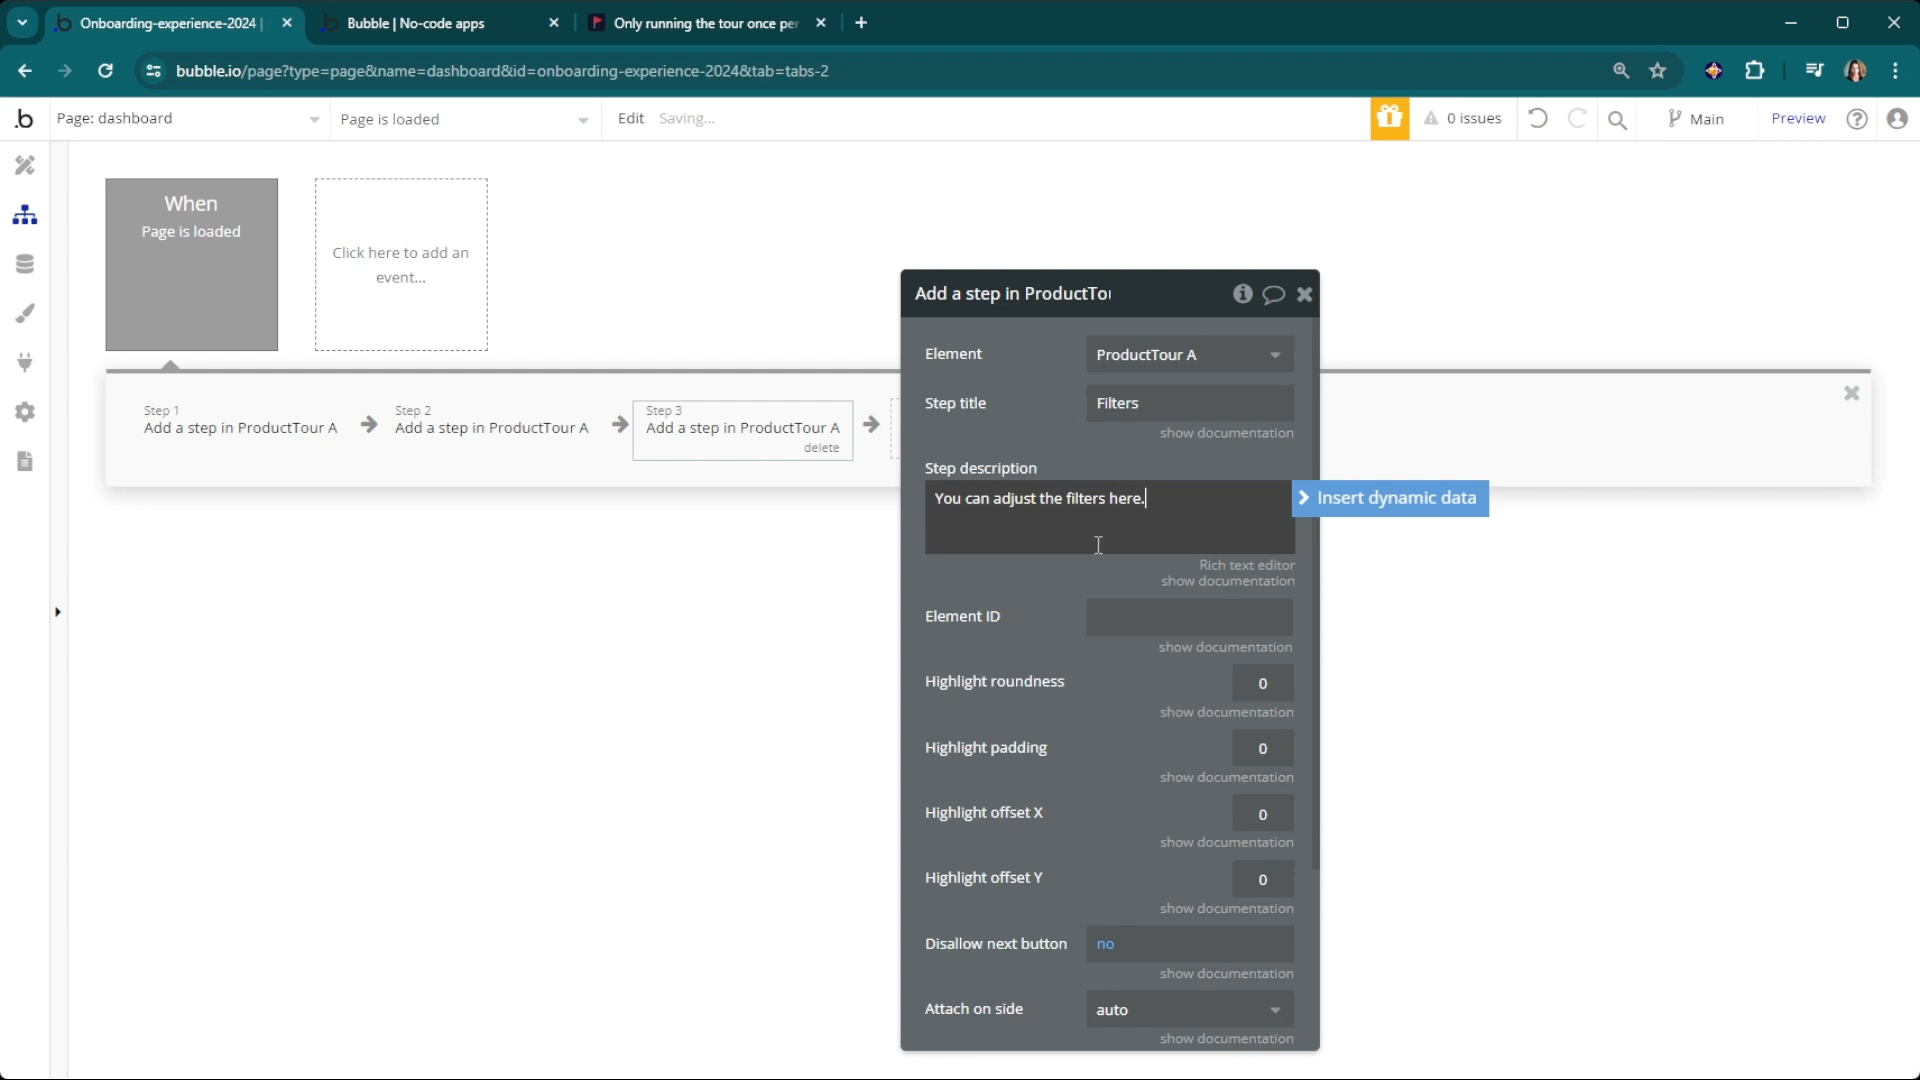 Onboarding-experience-2024 |
Bubble | No-code apps
Only running the tour once per
bubble.io/page?type=page&name=dashboard&id=onboarding-experience-2024&tab=tabs-2
Page: dashboard
Page is loaded
Edit
Saving...
0 issues
Main
Preview
When
Page is loaded
Click here to add an
event...
Step 1
Add a step in ProductTour A
Step 2
Add a step in ProductTour A
Step 3
Add a step in ProductTour A
delete
Add a step in ProductTou
Element
ProductTour A
Step title
Filters
show documentation
Step description
You can adjust the filters here.
Insert dynamic data
Rich text editor
show documentation
Element ID
show documentation
Highlight roundness
0
show documentation
Highlight padding
0
show documentation
Highlight offset X
0
show documentation
Highlight offset Y
0
show documentation
Disallow next button
no
show documentation
Attach on side
auto
show documentation